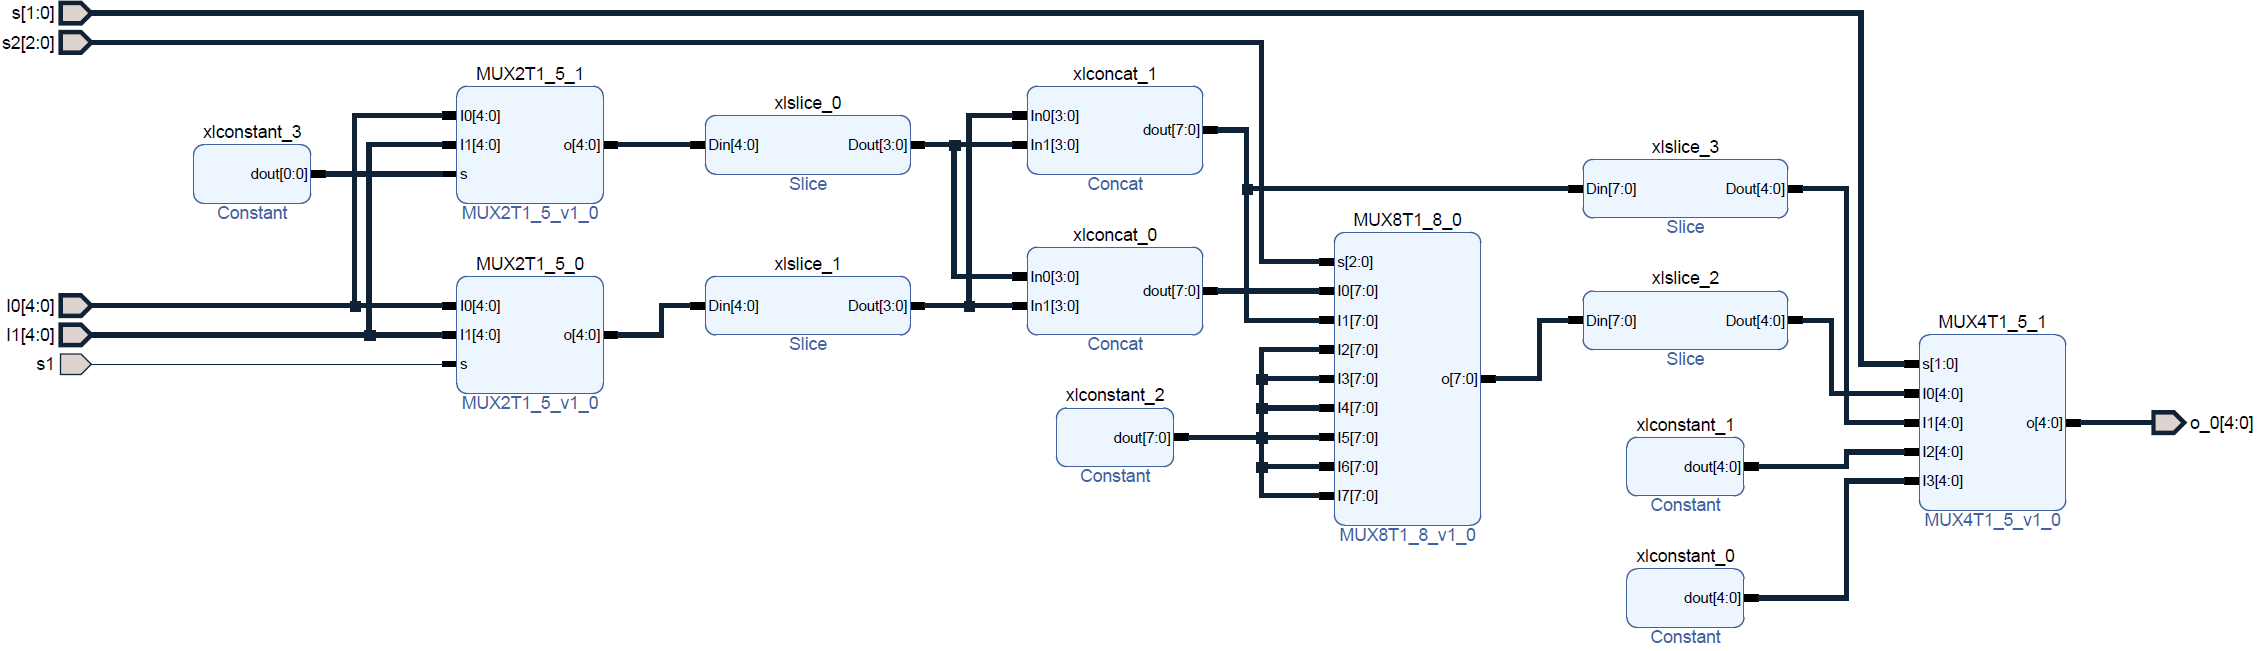 s[1:0]
s2[2:0]
MUX2T1_5_1
I0[4:0]
I1[4:0]
s
o[4:0]
MUX2T1_5_v1_0
xlconstant_3
dout[0:0]
Constant
I0[4:0]
I1[4:0]
s1
MUX2T1_5_0
I0[4:0]
I1[4:0]
s
o[4:0]
MUX2T1_5_v1_0
xlslice_0
Din[4:0]
Dout[3:0]
Slice
xlslice_1
Din[4:0]
Dout[3:0]
Slice
xlconcat_1
In0[3:0]
In1[3:0]
dout[7:0]
Concat
xlconcat_0
In0[3:0]
In1[3:0]
dout[7:0]
Concat
xlconstant_2
dout[7:0]
Constant
MUX8T1_8_0
s[2:0]
I0[7:0]
I1[7:0]
I2[7:0]
I3[7:0]
I4[7:0]
I5[7:0]
I6[7:0]
I7[7:0]
o[7:0]
MUX8T1_8_v1_0
xlslice_3
Din[7:0]
Dout[4:0]
Slice
xlslice_2
Din[7:0]
Dout[4:0]
Slice
xlconstant_1
dout[4:0]
Constant
xlconstant_0
dout[4:0]
Constant
MUX4T1_5_1
s[1:0]
I0[4:0]
I1[4:0]
I2[4:0]
I3[4:0]
o[4:0]
MUX4T1_5_v1_0
o_0[4:0]